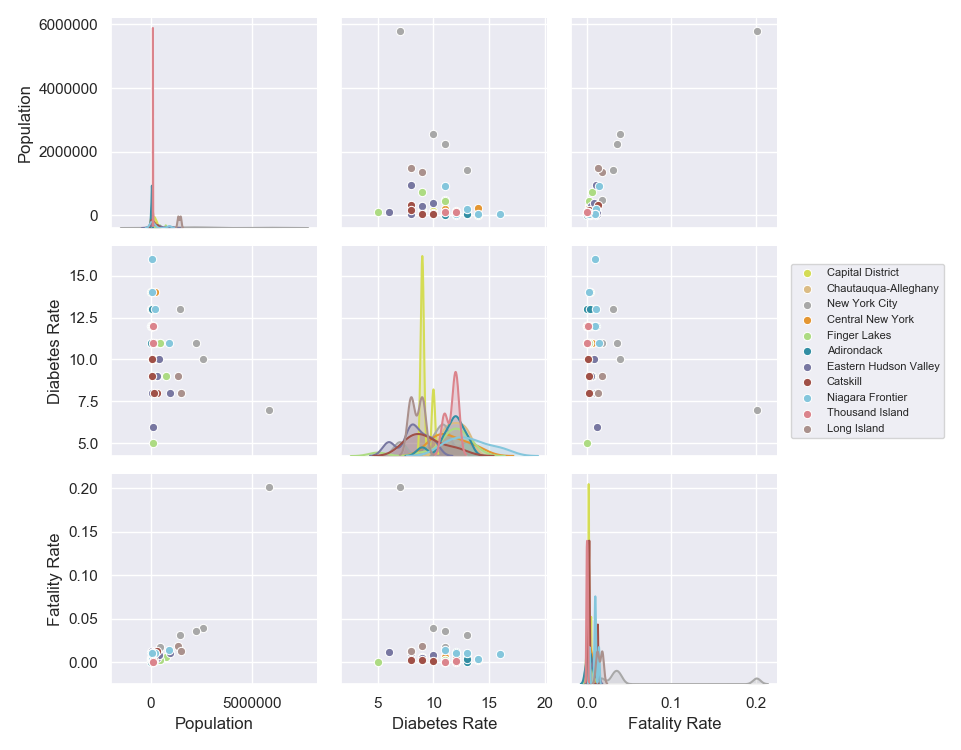 6000000
4000000
2000000
0
Population
15.0
12.5
10.0
7.5
5.0
Diabetes Rate
Capital District
Chautauqua-Alleghany
New York City
Central New York
Finger Lakes
Adirondack
Eastern Hudson Valley
Catskill
Niagara Frontier
Thousand Island
Long Island
0.20
0.15
0.10
0.05
0.00
Fatality Rate
0 5000000
5 10 15 20
0.0 0.1 0.2
Population
Diabetes Rate
Fatality Rate